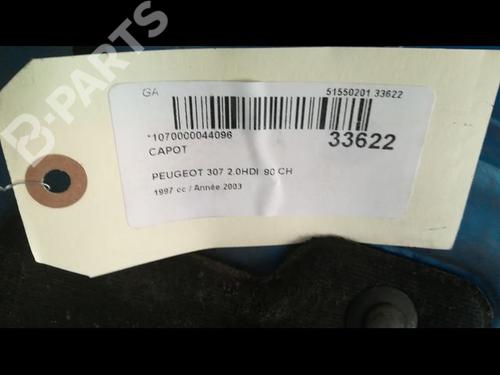 GA 51550201 33622
*1070000044096 33622
CAPOT
PEUGEOT 307 2.0HDI 90 CH
1997 cc / Année 2003
B-PARTS